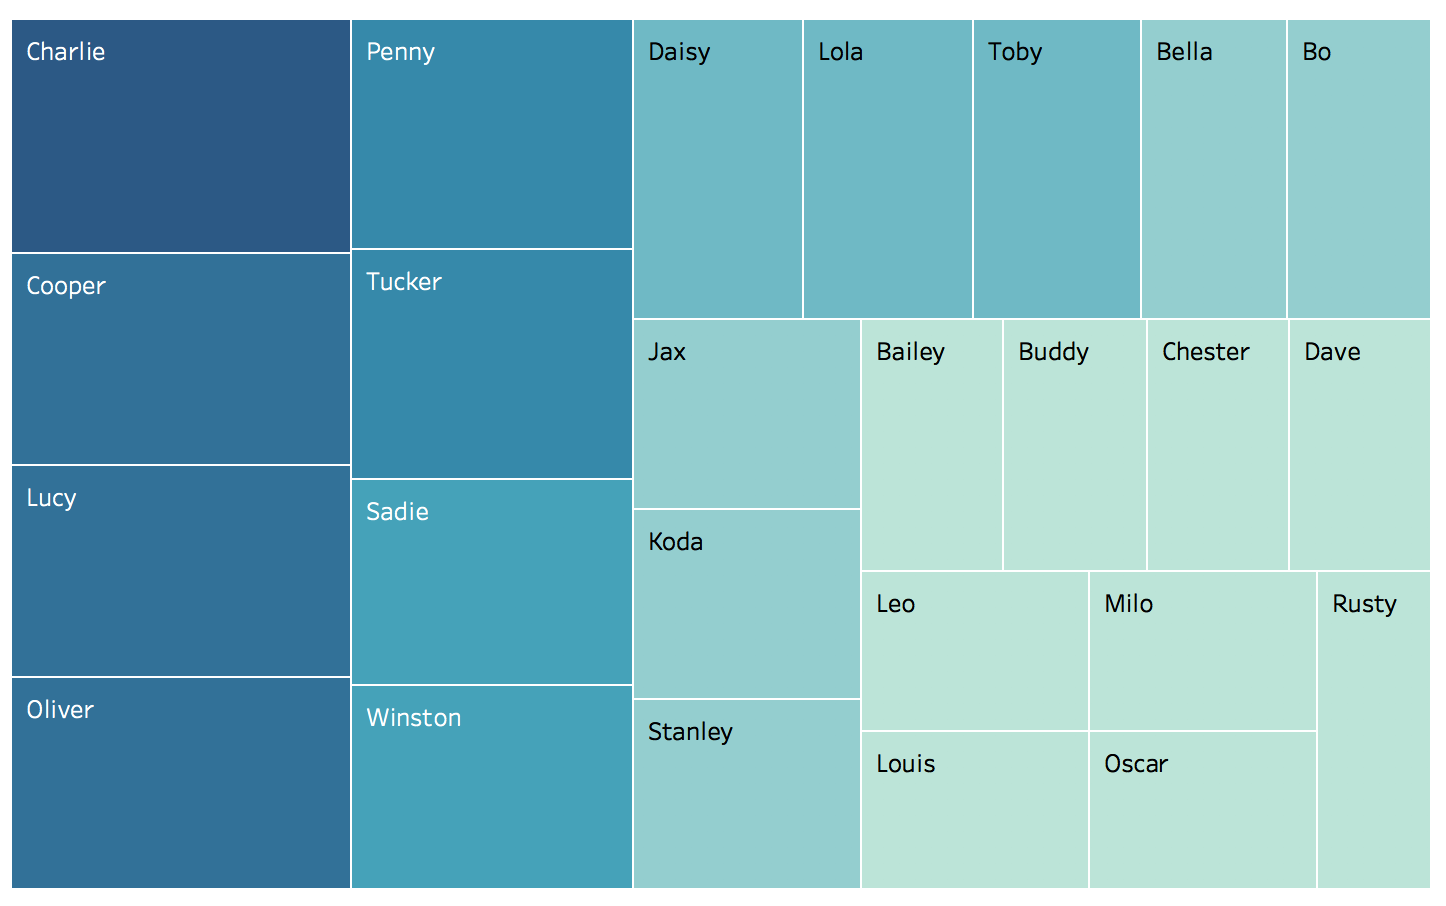 Charlie
Cooper
Lucy
Oliver
Penny
Tucker
Sadie
Winston
Daisy
Lola
Toby
Bella
Bo
Jax
Koda
Stanley
Bailey
Buddy
Chester
Dave
Leo
Milo
Rusty
Louis
Oscar